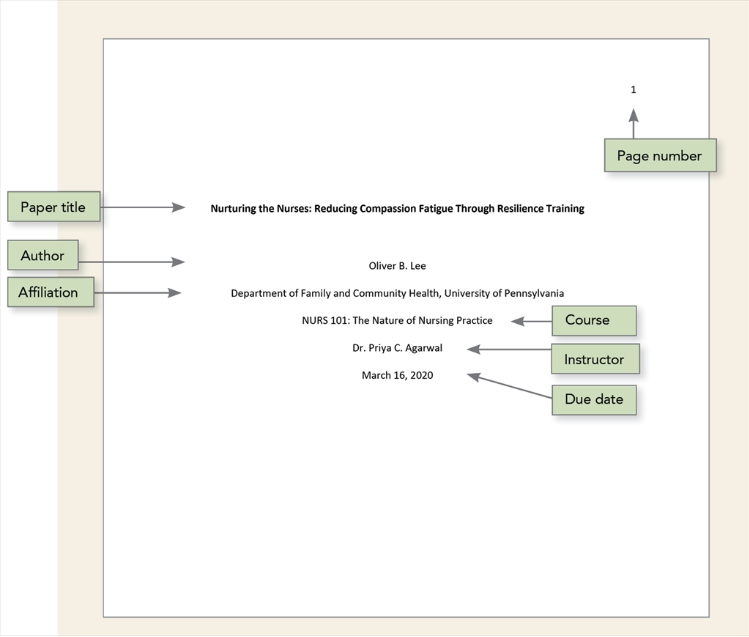 1
Page number
Paper title
Nurturing the Nurses: Reducing Compassion Fatigue Through Resilience Training
Author
Oliver B. Lee
Affiliation
Department of Family and Community Health, University of Pennsylvania
NURS 101: The Nature of Nursing Practice
Course
Dr. Priya C. Agarwal
Instructor
March 16, 2020
Due date